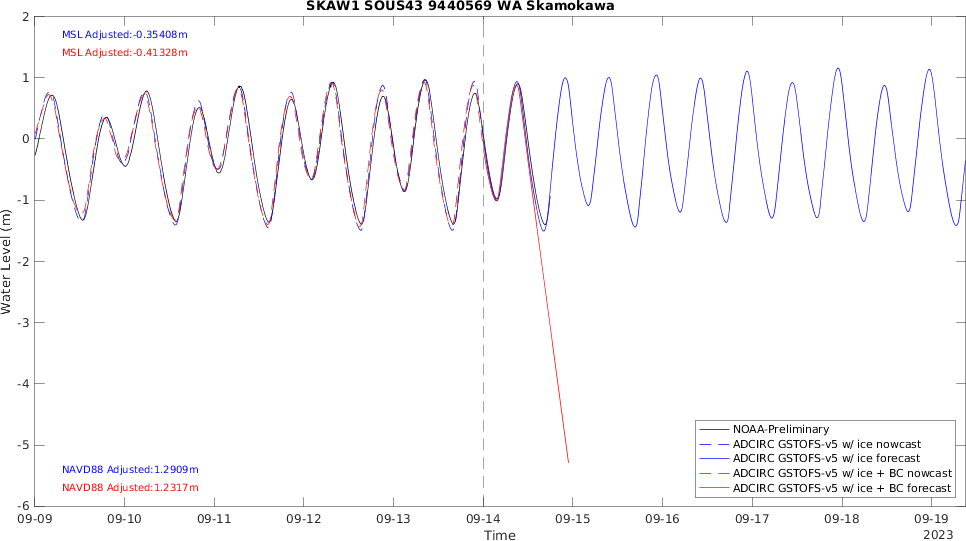 SKAW1 SOUS43 9440569 WA Skamokawa
MSL Adjusted:-0.35408m
MSL Adjusted:-0.41328m
2
1
0
-1
-2
-3
-4
-5
-6
Water Level (m)
NOAA-Preliminary
ADCIRC GSTOFS-v5 w/ ice nowcast
ADCIRC GSTOFS-v5 w/ ice forecast
ADCIRC GSTOFS-v5 w/ ice + BC nowcast
ADCIRC GSTOFS-v5 w/ ice + BC forecast
NAVD88 Adjusted:1.2909m
NAVD88 Adjusted:1.2317m
09-09 09-10 09-11 09-12 09-13 09-14 09-15 09-16 09-17 09-18 09-19
Time
2023